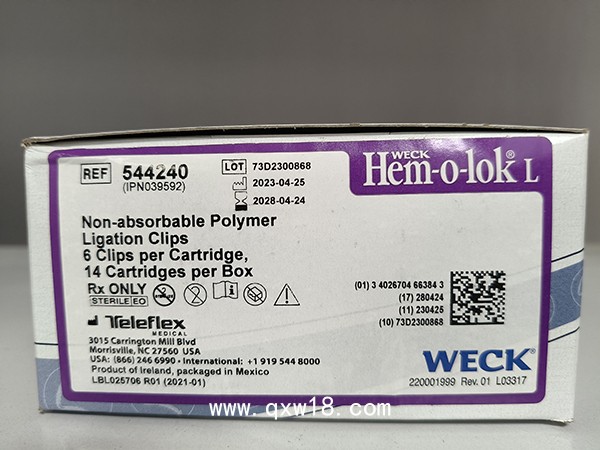 REF 544240
(IPN039592)
LOT 73D2300868
2023-04-25
2028-04-24
WECK
Hem-o-lok® L
Non-absorbable Polymer
Ligation Clips
6 Clips per Cartridge,
14 Cartridges per Box
Rx ONLY
STERILE EO
Teleflex
MEDICAL
3015 Carrington Mill Blvd
Morrisville, NC 27560 USA
USA: (866) 246 6990 • International: +1 919 544 8000
Product of Ireland, packaged in Mexico
LBL025706 R01 (2021-01)
(01) 3 4026704 66384 3
(17) 280424
(11) 230425
(10) 73D2300868
WECK®
220001999 Rev. 01 L03317
www.qxw18.com